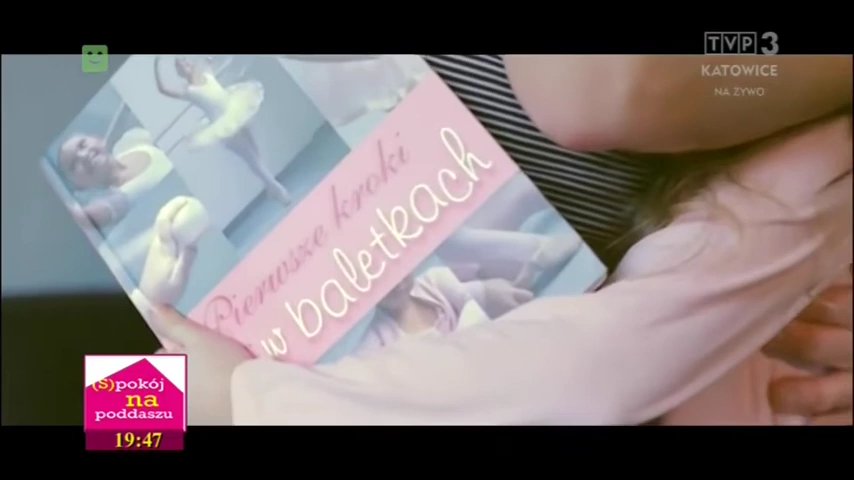 TVP3
KATOWICE
NA ŻYWO
Pierwsze kroki
w baletkach
(S)pokój
na
poddaszu
19:47